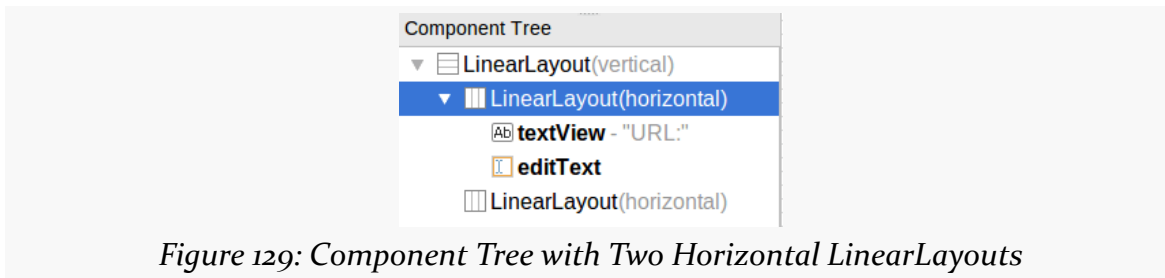 Component Tree
LinearLayout(vertical)
LinearLayout(horizontal)
Ab textView - "URL:"
editText
LinearLayout(horizontal)
Figure 129: Component Tree with Two Horizontal LinearLayouts